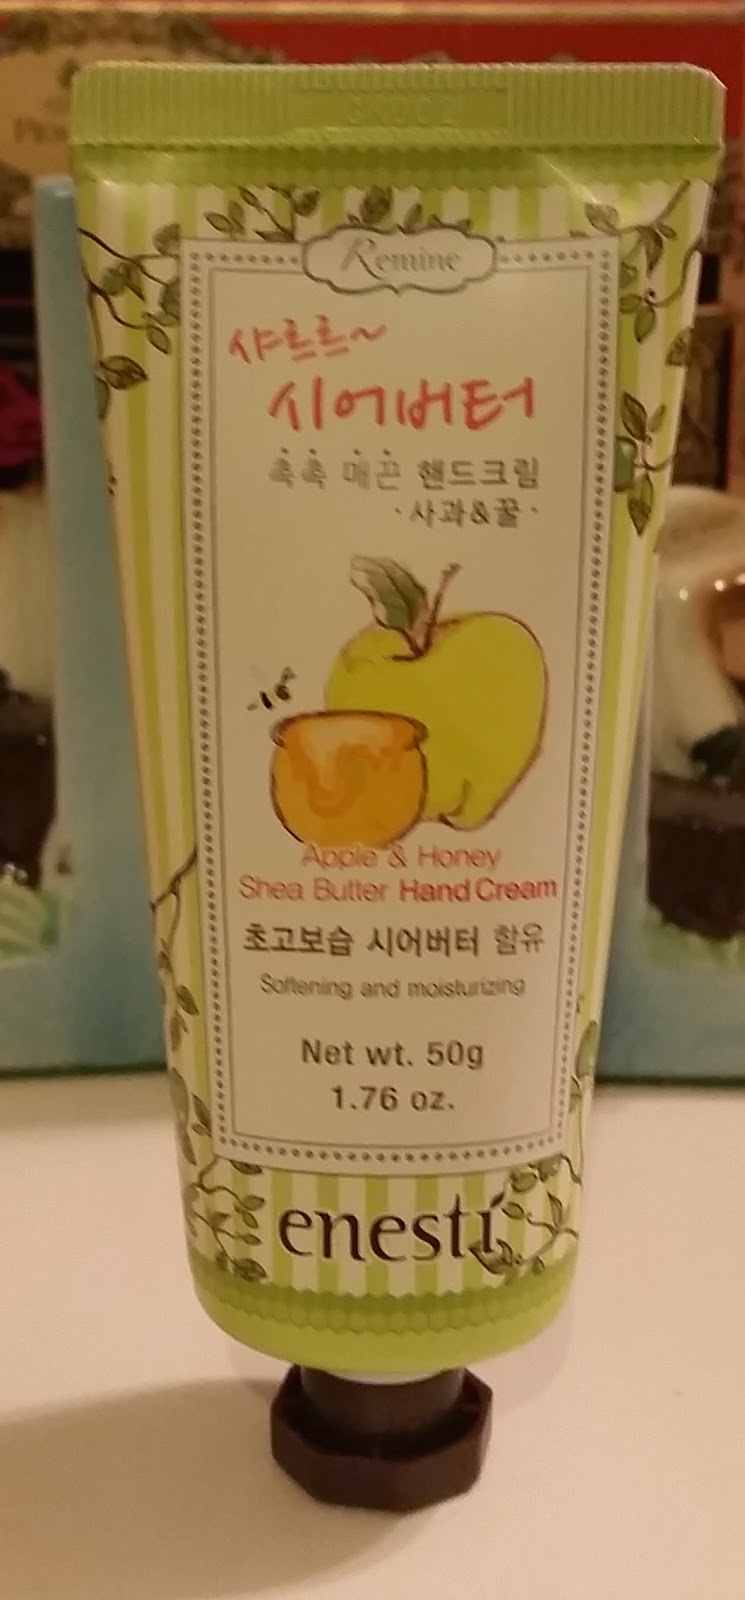 Remine
샤르르~
시어버터
촉촉 매끈 핸드크림
·사과&꿀·
Apple & Honey
Shea Butter Hand Cream
초고보습 시어버터 함유
Softening and moisturizing
Net wt. 50g
1.76 oz.
enesti